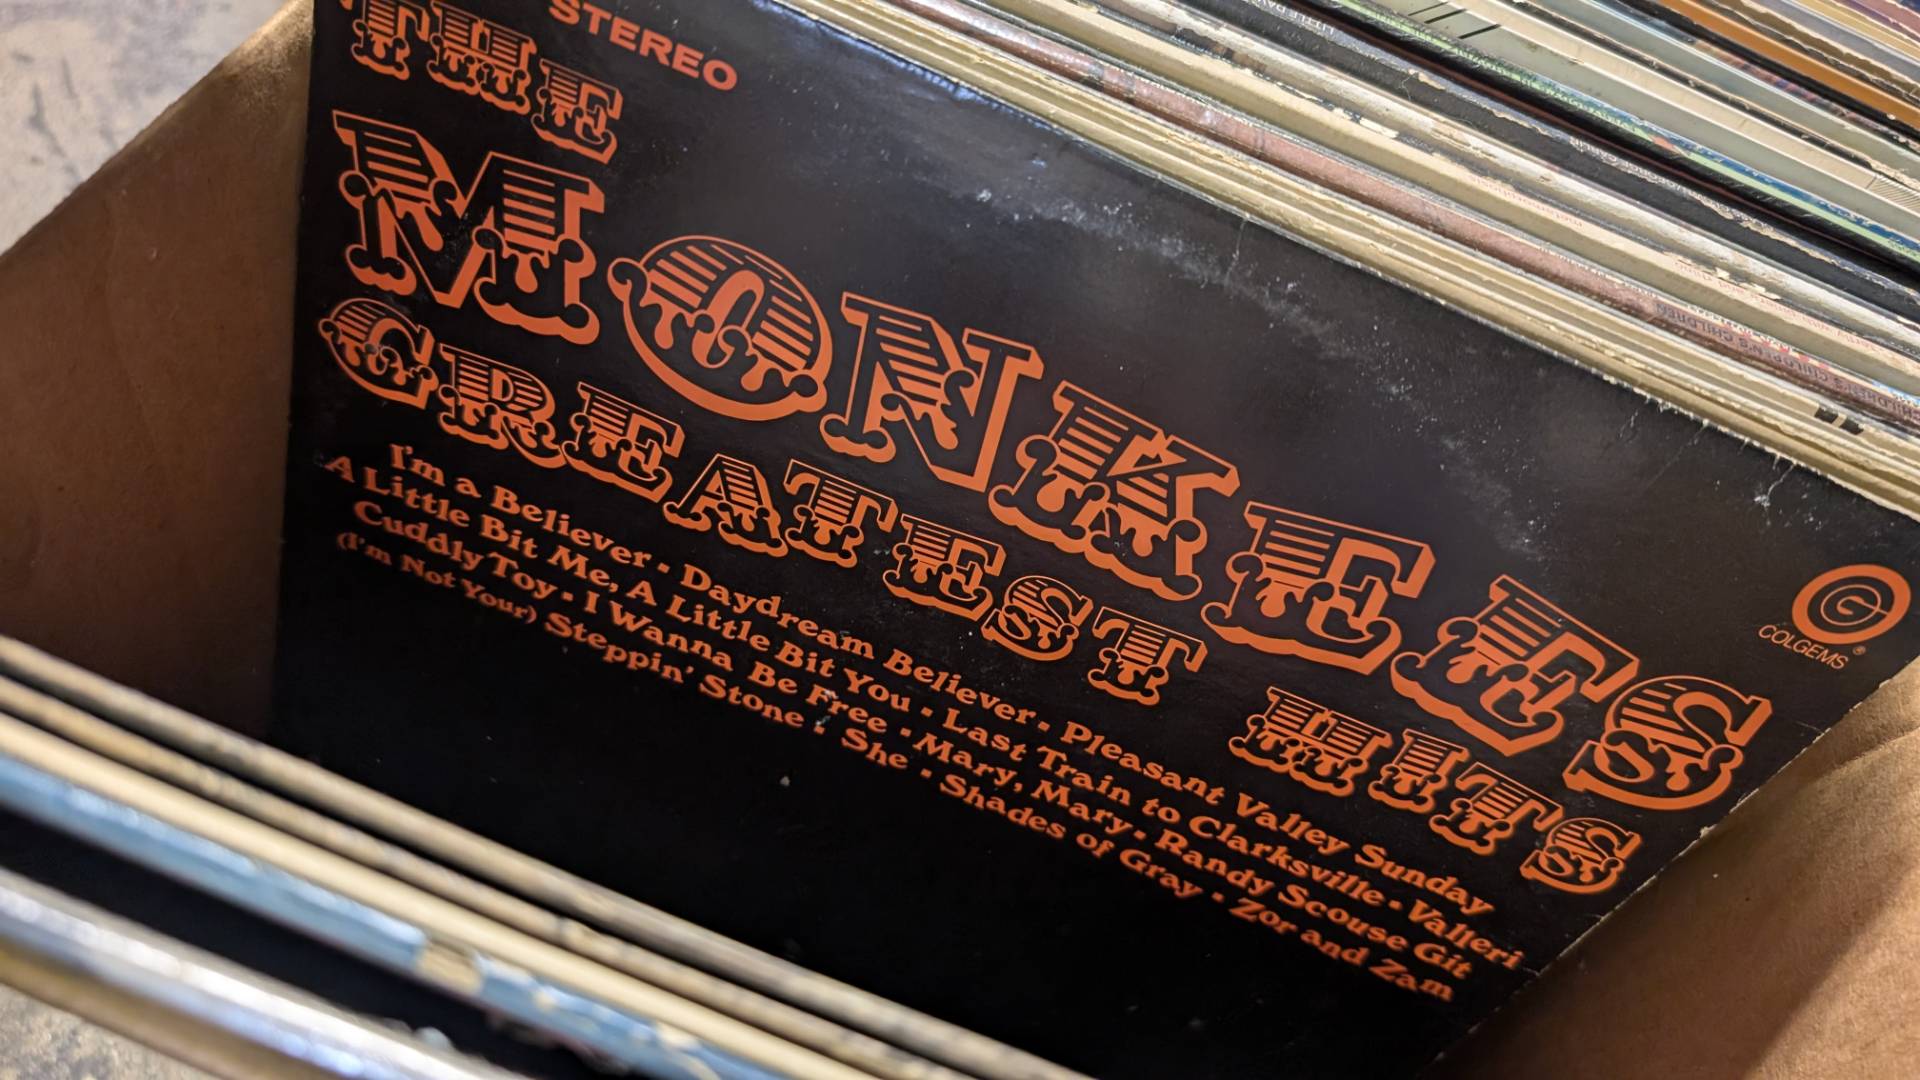 STEREO
THE
MONKEES
GREATEST HITS
I'm a Believer • Daydream Believer • Pleasant Valley Sunday
A Little Bit Me, A Little Bit You • Last Train to Clarksville • Valleri
Cuddly Toy • I Wanna Be Free • Mary, Mary • Randy Scouse Git
(I'm Not Your) Steppin' Stone • She • Shades of Gray • Zor and Zam
G
COLGEMS®